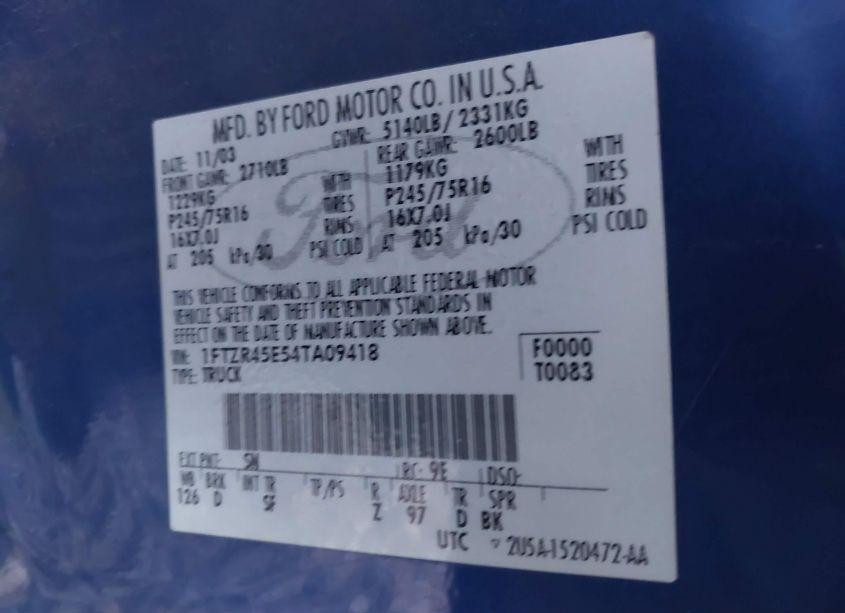 MFD. BY FORD MOTOR CO. IN U.S.A.
DATE: 11/03 GVWR: 5140LB/ 2331KG
FRONT GAWR: 2710LB REAR GAWR: 2600LB
1229KG WITH 1179KG WITH
P245/75R16 TIRES P245/75R16 TIRES
16X7.0J RIMS 16X7.0J RIMS
AT 205 kPa/30 PSI COLD AT 205 kPa/30 PSI COLD
Ford
THIS VEHICLE CONFORMS TO ALL APPLICABLE FEDERAL MOTOR
VEHICLE SAFETY AND THEFT PREVENTION STANDARDS IN
EFFECT ON THE DATE OF MANUFACTURE SHOWN ABOVE.
VIN: 1FTZR45E54TA09418 F0000
TYPE: TRUCK T0083
EXT PNT: SN RC: 9E DSO:
WB BRK INT TR TP/PS R AXLE TR SPR
126 D SF Z 97 D BK
UTC ▽ 2U5A-1520472-AA